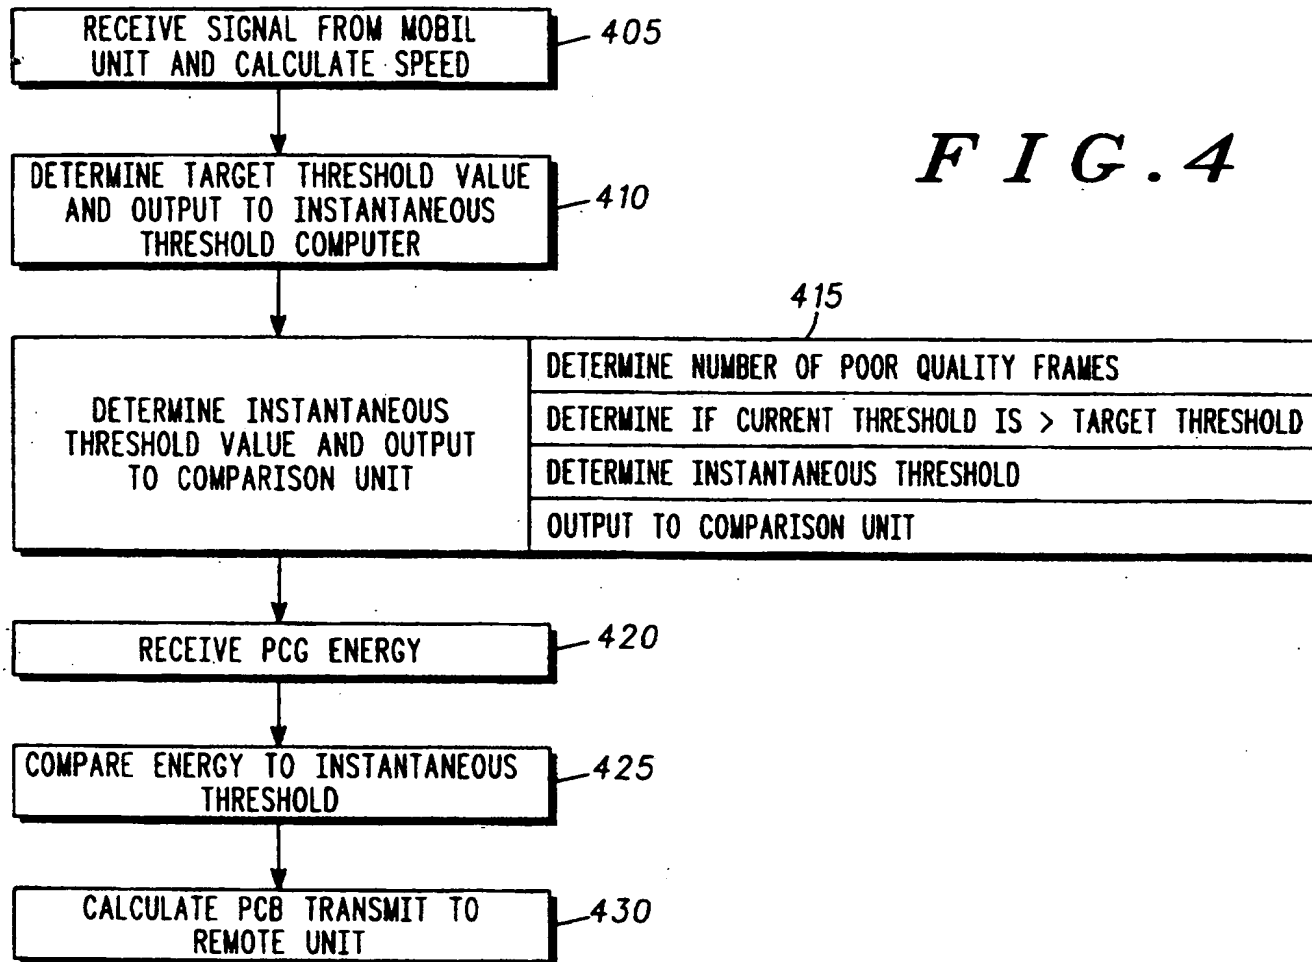 RECEIVE SIGNAL FROM MOBIL
UNIT AND CALCULATE SPEED
405
FIG.4
DETERMINE TARGET THRESHOLD VALUE
AND OUTPUT TO INSTANTANEOUS
THRESHOLD COMPUTER
410
415
DETERMINE INSTANTANEOUS
THRESHOLD VALUE AND OUTPUT
TO COMPARISON UNIT
DETERMINE NUMBER OF POOR QUALITY FRAMES
DETERMINE IF CURRENT THRESHOLD IS > TARGET THRESHOLD
DETERMINE INSTANTANEOUS THRESHOLD
OUTPUT TO COMPARISON UNIT
RECEIVE PCG ENERGY
420
COMPARE ENERGY TO INSTANTANEOUS
THRESHOLD
425
CALCULATE PCB TRANSMIT TO
REMOTE UNIT
430